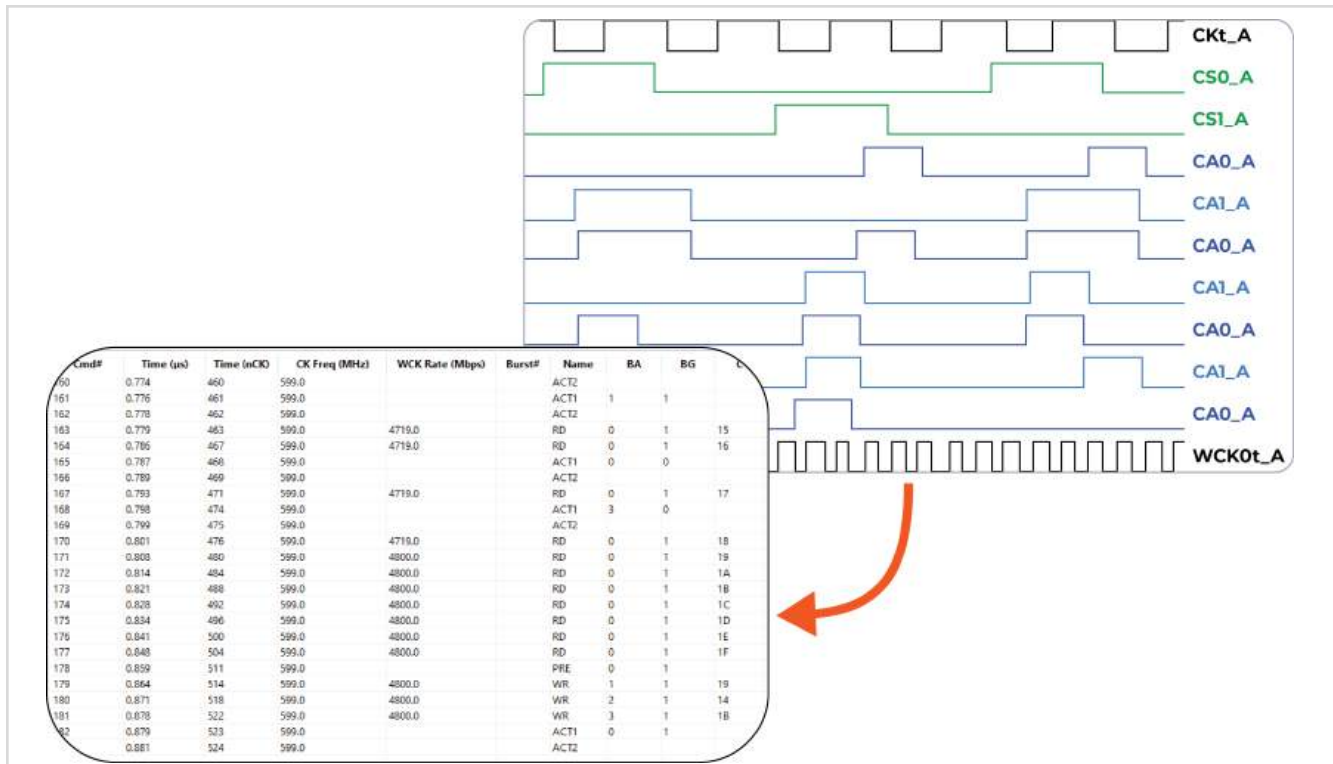 CKt_A
CS0_A
CS1_A
CA0_A
CA1_A
CA0_A
CA1_A
CA0_A
CA1_A
CA0_A
WCK0t_A
Cmd# Time (µs) Time (nCK) CK Freq (MHz) WCK Rate (Mbps) Burst# Name BA BG
0.774 460 599.0 ACT2
161 0.776 461 599.0 ACT1 1 1
162 0.778 462 599.0 ACT2
163 0.779 463 599.0 4719.0 RD 0 1 15
164 0.786 467 599.0 4719.0 RD 0 1 16
165 0.787 468 599.0 ACT1 0 0
166 0.789 469 599.0 ACT2
167 0.793 471 599.0 4719.0 RD 0 1 17
168 0.798 474 599.0 ACT1 3 0
169 0.799 475 599.0 ACT2
170 0.801 476 599.0 4719.0 RD 0 1 18
171 0.808 480 599.0 4800.0 RD 0 1 19
172 0.814 484 599.0 4800.0 RD 0 1 1A
173 0.821 488 599.0 4800.0 RD 0 1 1B
174 0.828 492 599.0 4800.0 RD 0 1 1C
175 0.834 496 599.0 4800.0 RD 0 1 1D
176 0.841 500 599.0 4800.0 RD 0 1 1E
177 0.848 504 599.0 4800.0 RD 0 1 1F
178 0.859 511 599.0 PRE 0 1
179 0.864 514 599.0 4800.0 WR 1 1 19
180 0.871 518 599.0 4800.0 WR 2 1 14
181 0.878 522 599.0 4800.0 WR 3 1 1B
0.879 523 599.0 ACT1 0 1
0.881 524 599.0 ACT2